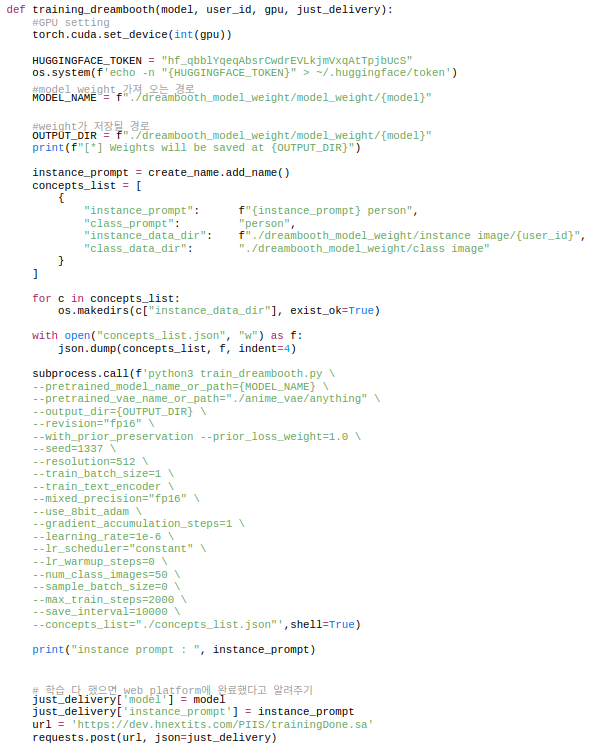 def training_dreambooth(model, user_id, gpu, just_delivery):
#GPU setting
torch.cuda.set_device(int(gpu))
HUGGINGFACE_TOKEN = "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"
os.system(f'echo -n "{HUGGINGFACE_TOKEN}" > ~/.huggingface/token')
#model weight 가져 오는 경로
MODEL_NAME = f"./dreambooth_model_weight/model_weight/{model}"
#weight가 저장될 경로
OUTPUT_DIR = f"./dreambooth_model_weight/model_weight/{model}"
print(f"[*] Weights will be saved at {OUTPUT_DIR}")
instance_prompt = create_name.add_name()
concepts_list = [
{
"instance_prompt": f"{instance_prompt} person",
"class_prompt": "person",
"instance_data_dir": f"./dreambooth_model_weight/instance image/{user_id}",
"class_data_dir": "./dreambooth_model_weight/class image"
}
]
for c in concepts_list:
os.makedirs(c["instance_data_dir"], exist_ok=True)
with open("concepts_list.json", "w") as f:
json.dump(concepts_list, f, indent=4)
subprocess.call(f'python3 train_dreambooth.py \
--pretrained_model_name_or_path={MODEL_NAME} \
--pretrained_vae_name_or_path="./anime_vae/anything" \
--output_dir={OUTPUT_DIR} \
--revision="fp16" \
--with_prior_preservation --prior_loss_weight=1.0 \
--seed=1337 \
--resolution=512 \
--train_batch_size=1 \
--train_text_encoder \
--mixed_precision="fp16" \
--use_8bit_adam \
--gradient_accumulation_steps=1 \
--learning_rate=1e-6 \
--lr_scheduler="constant" \
--lr_warmup_steps=0 \
--num_class_images=50 \
--sample_batch_size=0 \
--max_train_steps=2000 \
--save_interval=10000 \
--concepts_list="./concepts_list.json"',shell=True)
print("instance prompt : ", instance_prompt)
# 학습 다 했으면 web platform에 완료했다고 알려주기
just_delivery['model'] = model
just_delivery['instance_prompt'] = instance_prompt
url = 'https://dev.hnextits.com/PIIS/trainingDone.sa'
requests.post(url, json=just_delivery)